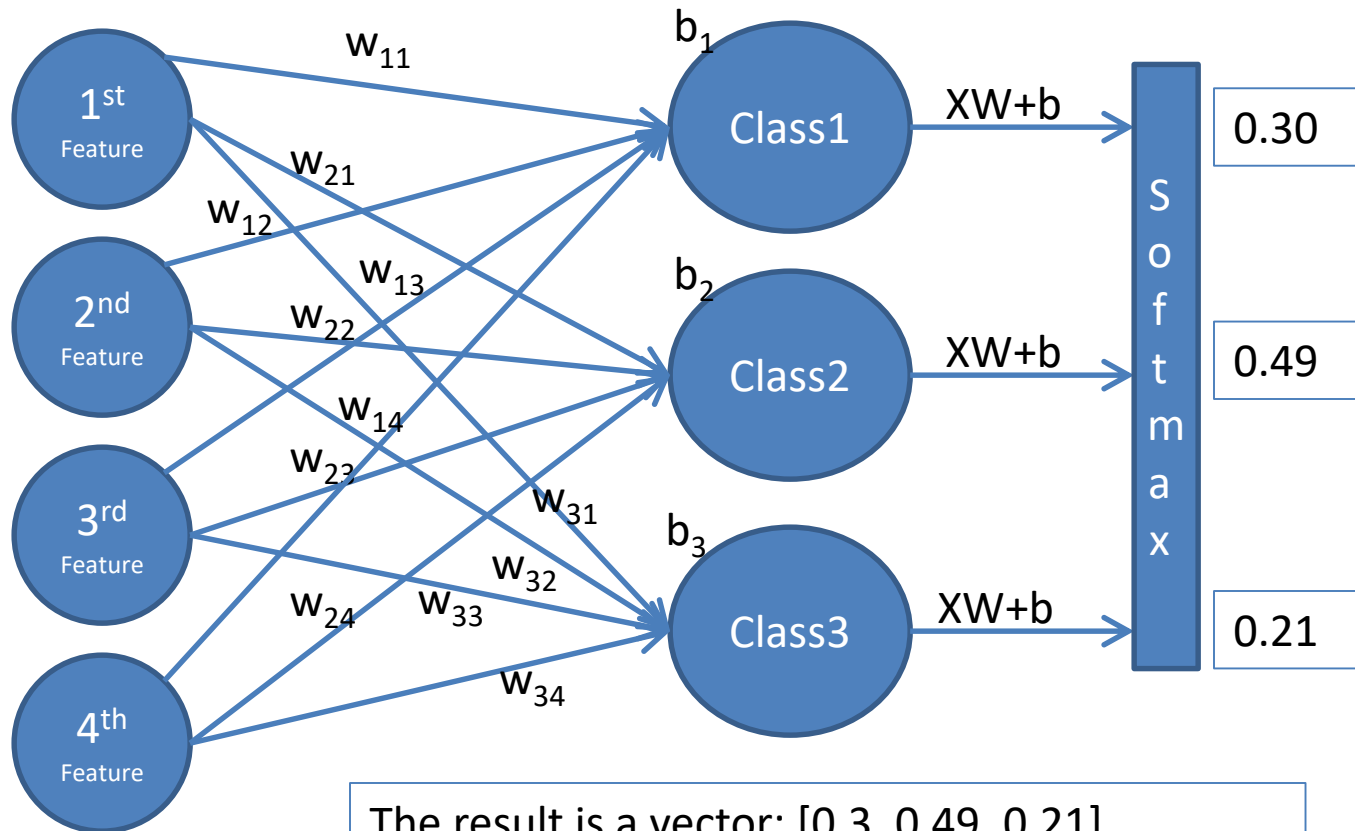 1st
Feature
2nd
Feature
3rd
Feature
4th
Feature
w11
w21
w12
w13
w22
w14
w23
w31
w32
w24
w33
w34
b1
Class1
b2
Class2
b3
Class3
XW+b
XW+b
XW+b
Softmax
0.30
0.49
0.21
The result is a vector: [0.3, 0.49, 0.21]